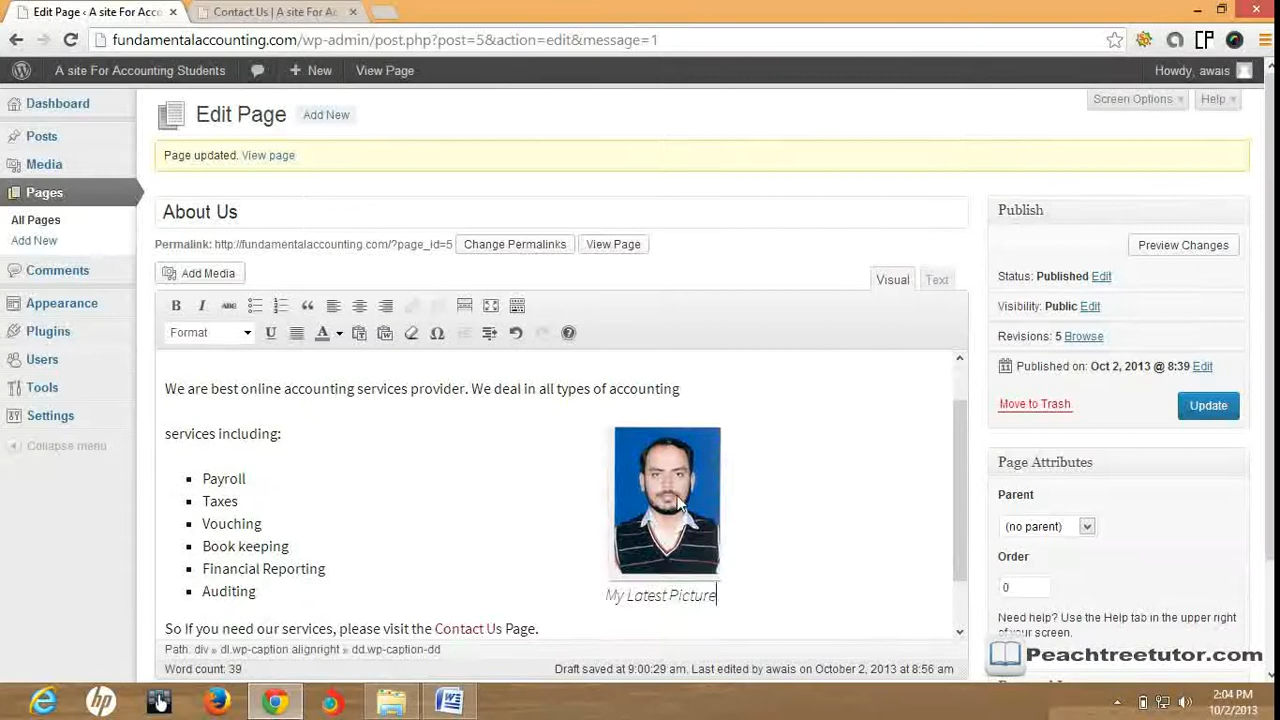 Edit Page ‹ A site For Acco
Contact Us | A site For Ac
fundamentalaccounting.com/wp-admin/post.php?post=5&action=edit&message=1
A site For Accounting Students
+ New
View Page
Howdy, awais
Dashboard
Posts
Media
Pages
All Pages
Add New
Comments
Appearance
Plugins
Users
Tools
Settings
Collapse menu
Screen Options
Help
Edit Page
Add New
Page updated. View page
About Us
Permalink: http://fundamentalaccounting.com/?page_id=5
Change Permalinks
View Page
Add Media
Visual
Text
B
I
ABC
Format
U
A
Ω
We are best online accounting services provider. We deal in all types of accounting
services including:
Payroll
Taxes
Vouching
Book keeping
Financial Reporting
Auditing
My Latest Picture
So If you need our services, please visit the Contact Us Page.
Path: div » dl.wp-caption alignright » dd.wp-caption-dd
Word count: 39
Draft saved at 9:00:29 am. Last edited by awais on October 2, 2013 at 8:56 am
Publish
Preview Changes
Status: Published Edit
Visibility: Public Edit
Revisions: 5 Browse
Published on: Oct 2, 2013 @ 8:39 Edit
Move to Trash
Update
Page Attributes
Parent
(no parent)
Order
0
Need help? Use the Help tab in the upper right
of your screen.
Peachtreetutor.com
2:04 PM
10/2/2013